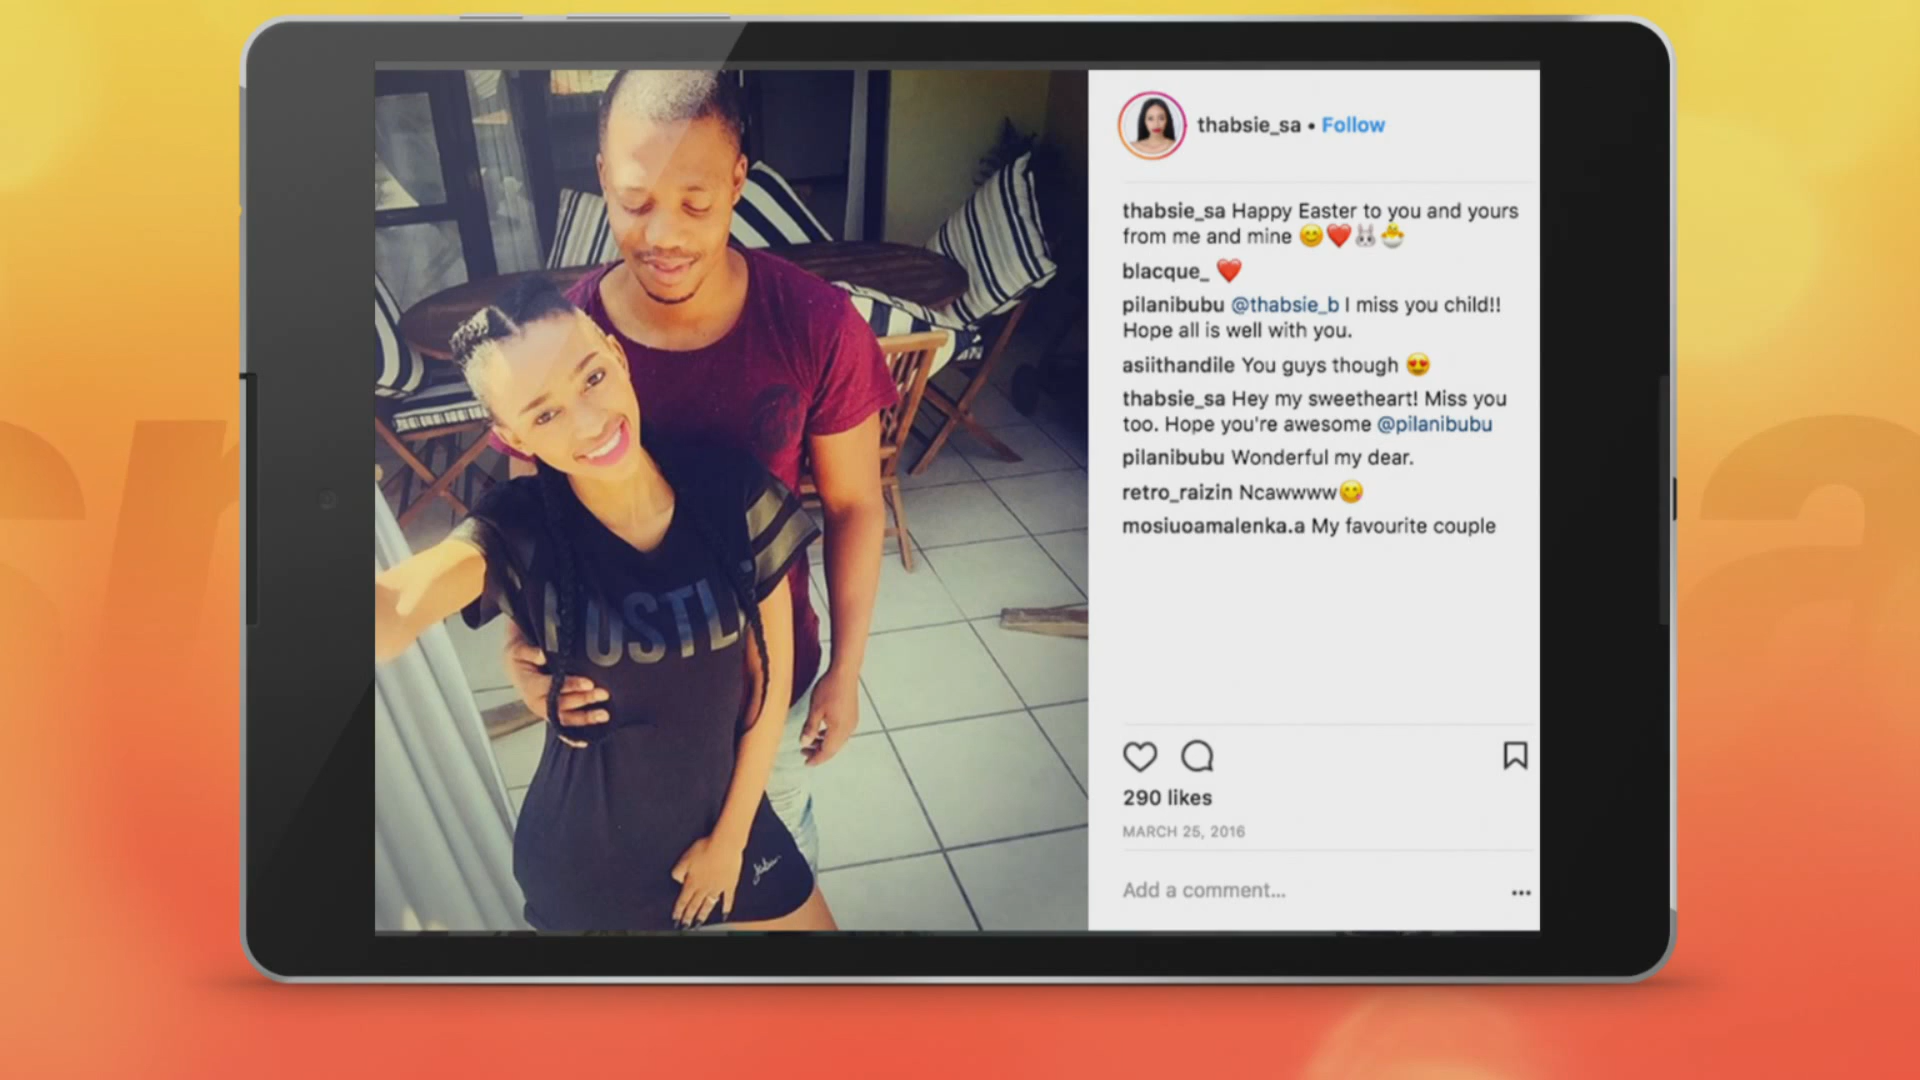 thabsie_sa • Follow
thabsie_sa Happy Easter to you and yours
from me and mine 😊❤️🐰🐣
blacque_ ❤️
pilanibubu @thabsie_b I miss you child!!
Hope all is well with you.
asiithandile You guys though 😍
thabsie_sa Hey my sweetheart! Miss you
too. Hope you're awesome @pilanibubu
pilanibubu Wonderful my dear.
retro_raizin Ncawwww😋
mosiuoamalenka.a My favourite couple
290 likes
MARCH 25, 2016
Add a comment...